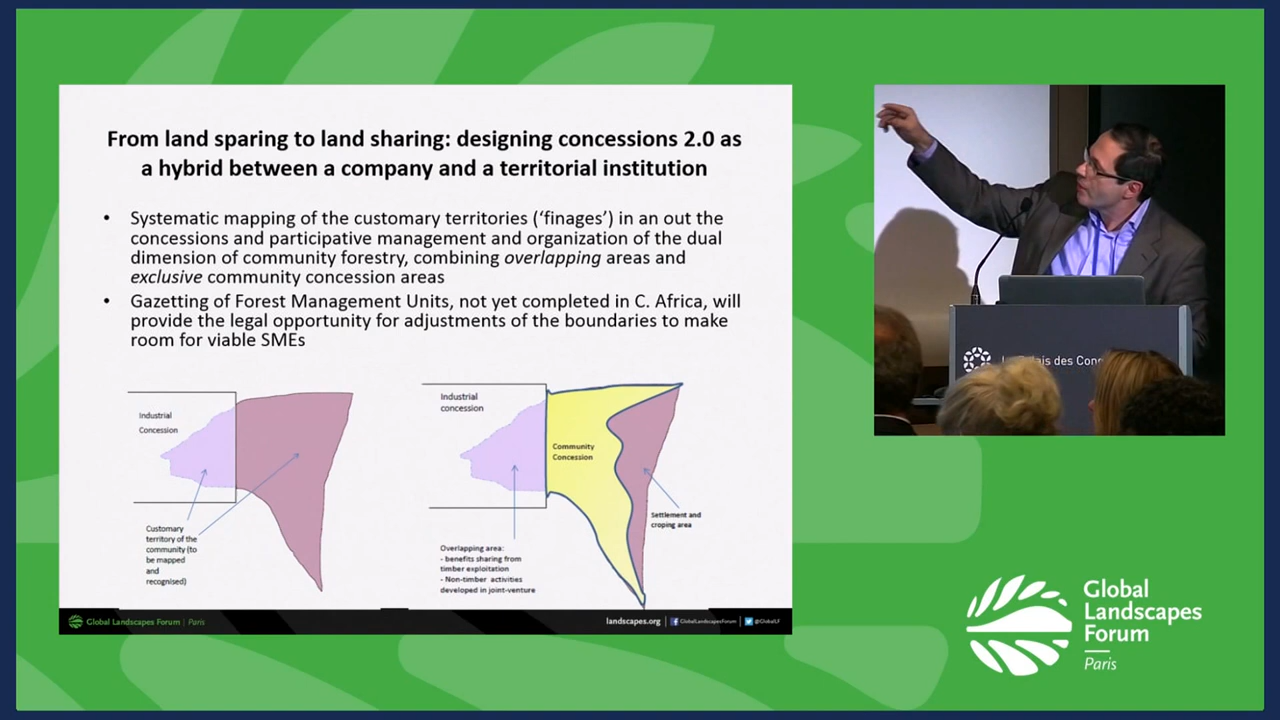 From land sparing to land sharing: designing concessions 2.0 as
a hybrid between a company and a territorial institution
• Systematic mapping of the customary territories (‘finages’) in an out the
concessions and participative management and organization of the dual
dimension of community forestry, combining overlapping areas and
exclusive community concession areas
• Gazetting of Forest Management Units, not yet completed in C. Africa, will
provide the legal opportunity for adjustments of the boundaries to make
room for viable SMEs
Industrial
Concession
Customary
territory of the
community (to
be mapped
and
recognised)
Industrial
concession
Community
Concession
Settlement and
croping area
Overlapping area:
- benefits sharing from
timber exploitation
- Non-timber activities
developed in joint-venture
Global Landscapes Forum | Paris
landscapes.org | GlobalLandscapesForum | @GlobalLF
des Cong
Global
Landscapes
Forum
Paris